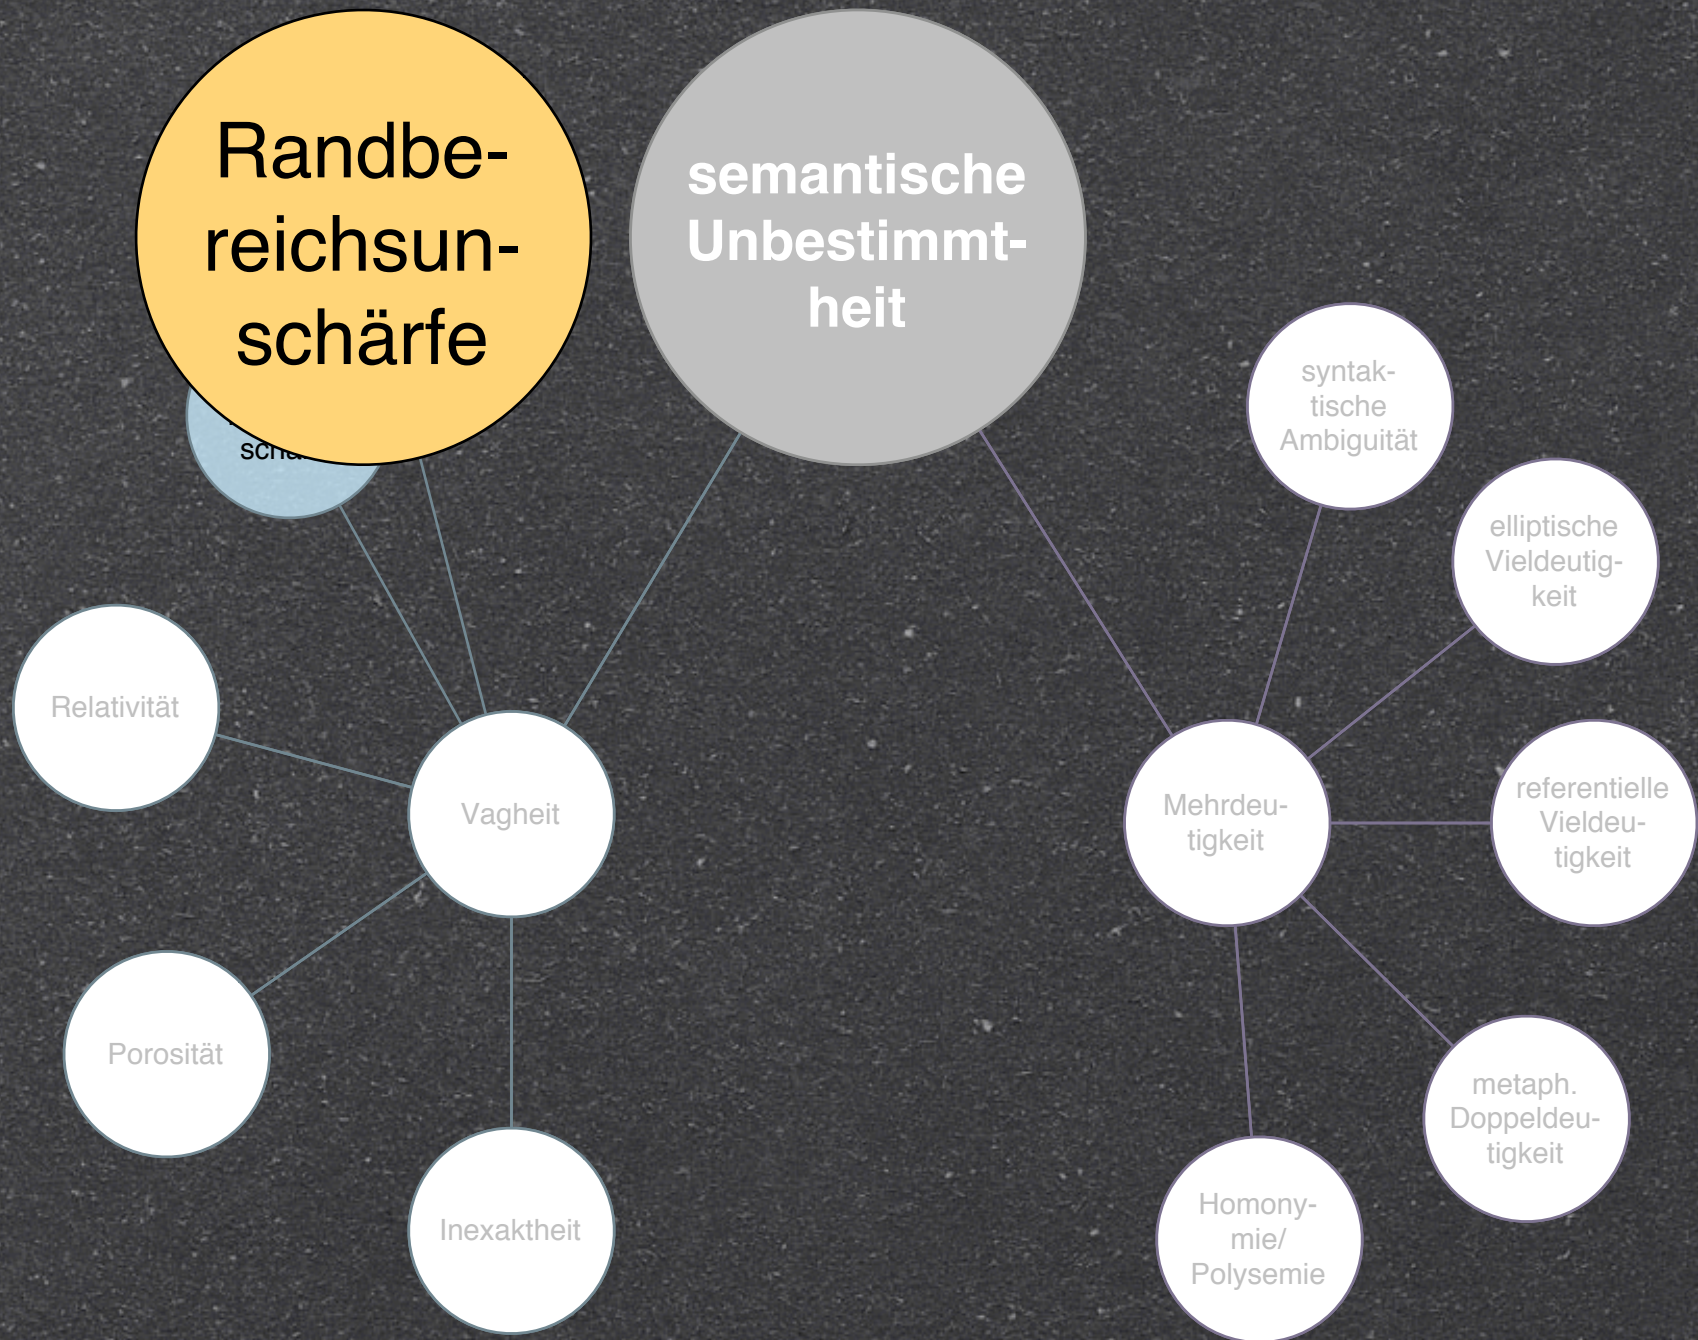 Randbe-
reichsun-
schärfe
semantische
Unbestimmt-
heit
syntak-
tische
Ambiguität
elliptische
Vieldeutig-
keit
Relativität
Vagheit
Mehrdeu-
tigkeit
referentielle
Vieldeu-
tigkeit
Porosität
metaph.
Doppeldeu-
tigkeit
Inexaktheit
Homony-
mie/
Polysemie